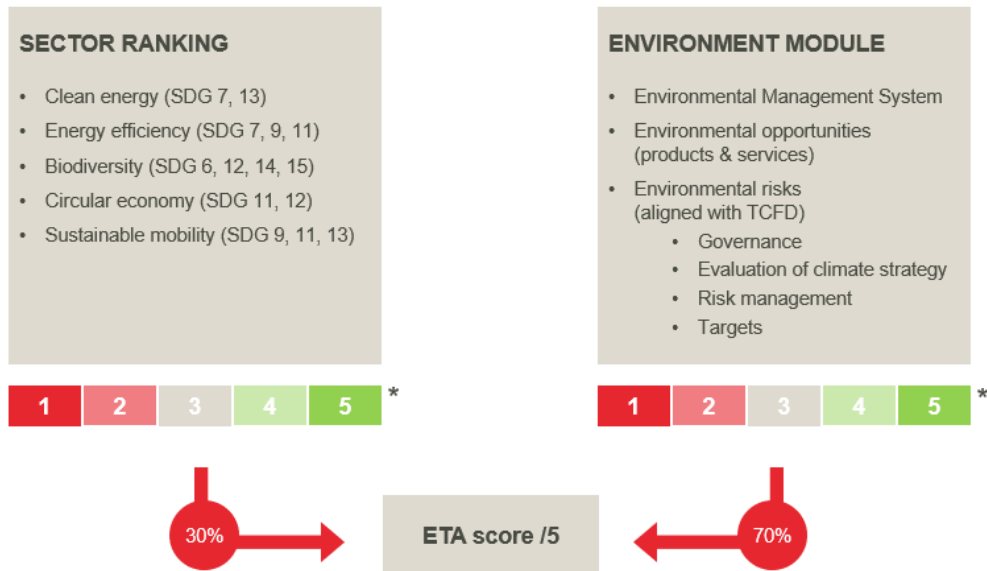 SECTOR RANKING
• Clean energy (SDG 7, 13)
• Energy efficiency (SDG 7, 9, 11)
• Biodiversity (SDG 6, 12, 14, 15)
• Circular economy (SDG 11, 12)
• Sustainable mobility (SDG 9, 11, 13)
1 2 3 4 5 *
ENVIRONMENT MODULE
• Environmental Management System
• Environmental opportunities
(products & services)
• Environmental risks
(aligned with TCFD)
• Governance
• Evaluation of climate strategy
• Risk management
• Targets
1 2 3 4 5 *
30%
ETA score /5
70%